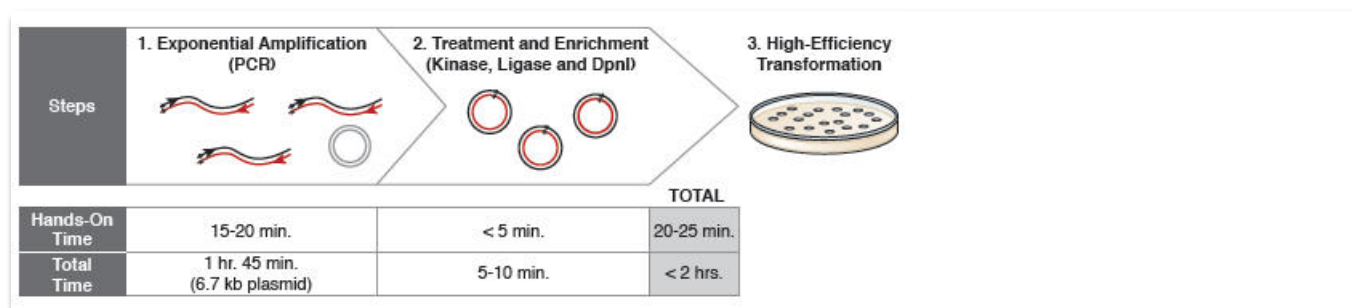 1. Exponential Amplification
(PCR)
2. Treatment and Enrichment
(Kinase, Ligase and DpnI)
3. High-Efficiency
Transformation
Steps
TOTAL
Hands-On
Time
15-20 min.
< 5 min.
20-25 min.
Total
Time
1 hr. 45 min.
(6.7 kb plasmid)
5-10 min.
< 2 hrs.